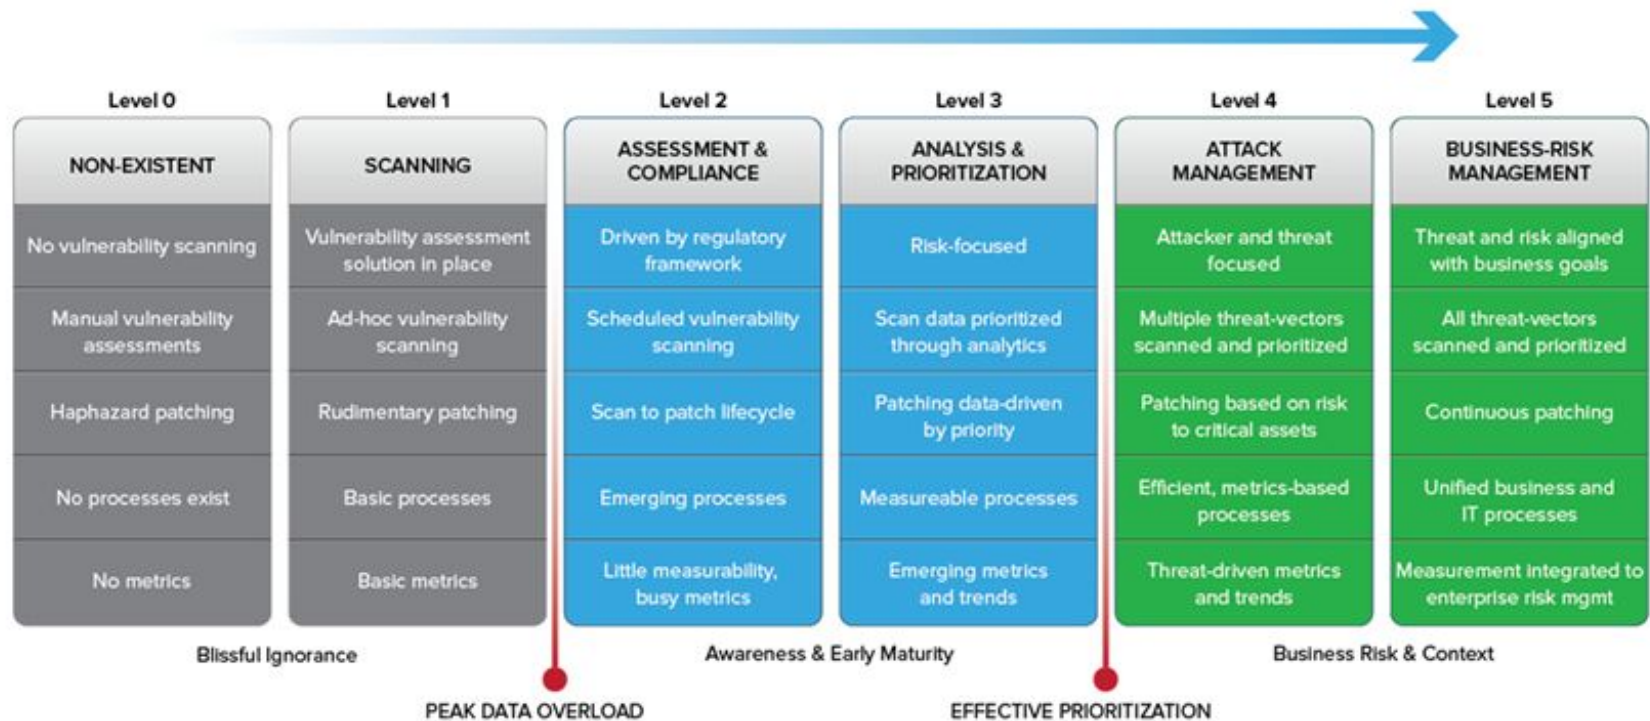 Level 0
Level 1
Level 2
Level 3
Level 4
Level 5
NON-EXISTENT
SCANNING
ASSESSMENT &
COMPLIANCE
ANALYSIS &
PRIORITIZATION
ATTACK
MANAGEMENT
BUSINESS-RISK
MANAGEMENT
No vulnerability scanning
Vulnerability assessment
solution in place
Driven by regulatory
framework
Risk-focused
Attacker and threat
focused
Threat and risk aligned
with business goals
Manual vulnerability
assessments
Ad-hoc vulnerability
scanning
Scheduled vulnerability
scanning
Scan data prioritized
through analytics
Multiple threat-vectors
scanned and prioritized
All threat-vectors
scanned and prioritized
Haphazard patching
Rudimentary patching
Scan to patch lifecycle
Patching data-driven
by priority
Patching based on risk
to critical assets
Continuous patching
No processes exist
Basic processes
Emerging processes
Measureable processes
Efficient, metrics-based
processes
Unified business and
IT processes
No metrics
Basic metrics
Little measurability,
busy metrics
Emerging metrics
and trends
Threat-driven metrics
and trends
Measurement integrated to
enterprise risk mgmt
Blissful Ignorance
Awareness & Early Maturity
Business Risk & Context
PEAK DATA OVERLOAD
EFFECTIVE PRIORITIZATION